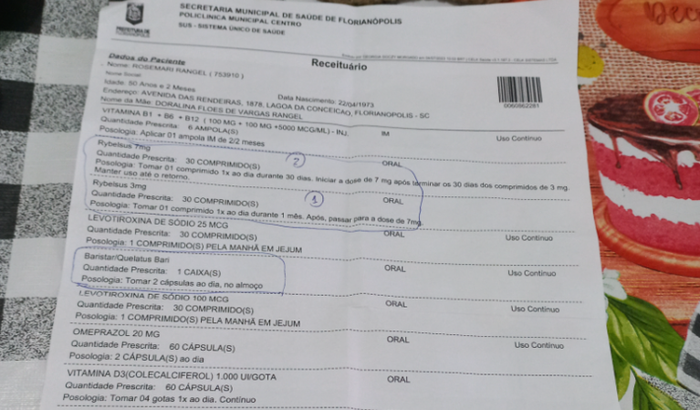 SECRETARIA MUNICIPAL DE SAÚDE DE FLORIANÓPOLIS
POLICLINICA MUNICIPAL CENTRO
SUS - SISTEMA ÚNICO DE SAÚDE
Receituário
Dados do Paciente
Nome: ROSEMARI RANGEL ( 753910 )
Nome Social:
Idade: 50 Anos e 2 Meses
Data Nascimento: 22/04/1973
Endereço: AVENIDA DAS RENDEIRAS, 1878, LAGOA DA CONCEICAO, FLORIANOPOLIS - SC
Nome da Mãe: DORALINA FLOES DE VARGAS RANGEL
0060662281
VITAMINA B1 + B6 + B12 ( 100 MG + 100 MG +5000 MCG/ML) - INJ. IM Uso Contínuo
Quantidade Prescrita: 6 AMPOLA(S)
Posologia: Aplicar 01 ampola IM de 2/2 meses
Rybelsus 7mg ORAL
Quantidade Prescrita: 30 COMPRIMIDO(S) 2
Posologia: Tomar 01 comprimido 1x ao dia durante 30 dias. Iniciar a dose de 7 mg após terminar os 30 dias dos comprimidos de 3 mg.
Manter uso até o retorno.
Rybelsus 3mg ORAL
Quantidade Prescrita: 30 COMPRIMIDO(S) 1
Posologia: Tomar 01 comprimido 1x ao dia durante 1 mês. Após, passar para a dose de 7mg.
LEVOTIROXINA DE SÓDIO 25 MCG ORAL Uso Contínuo
Quantidade Prescrita: 30 COMPRIMIDO(S)
Posologia: 1 COMPRIMIDO(S) PELA MANHÃ EM JEJUM
Baristar/Quelatus Bari ORAL
Quantidade Prescrita: 1 CAIXA(S)
Posologia: Tomar 2 cápsulas ao dia, no almoço
LEVOTIROXINA DE SÓDIO 100 MCG ORAL Uso Contínuo
Quantidade Prescrita: 30 COMPRIMIDO(S)
Posologia: 1 COMPRIMIDO(S) PELA MANHÃ EM JEJUM
OMEPRAZOL 20 MG ORAL Uso Contínuo
Quantidade Prescrita: 60 CÁPSULA(S)
Posologia: 2 CÁPSULA(S) ao dia
VITAMINA D3(COLECALCIFEROL) 1.000 UI/GOTA ORAL
Quantidade Prescrita: 60 CÁPSULA(S)
Posologia: Tomar 04 gotas 1x ao dia. Contínuo